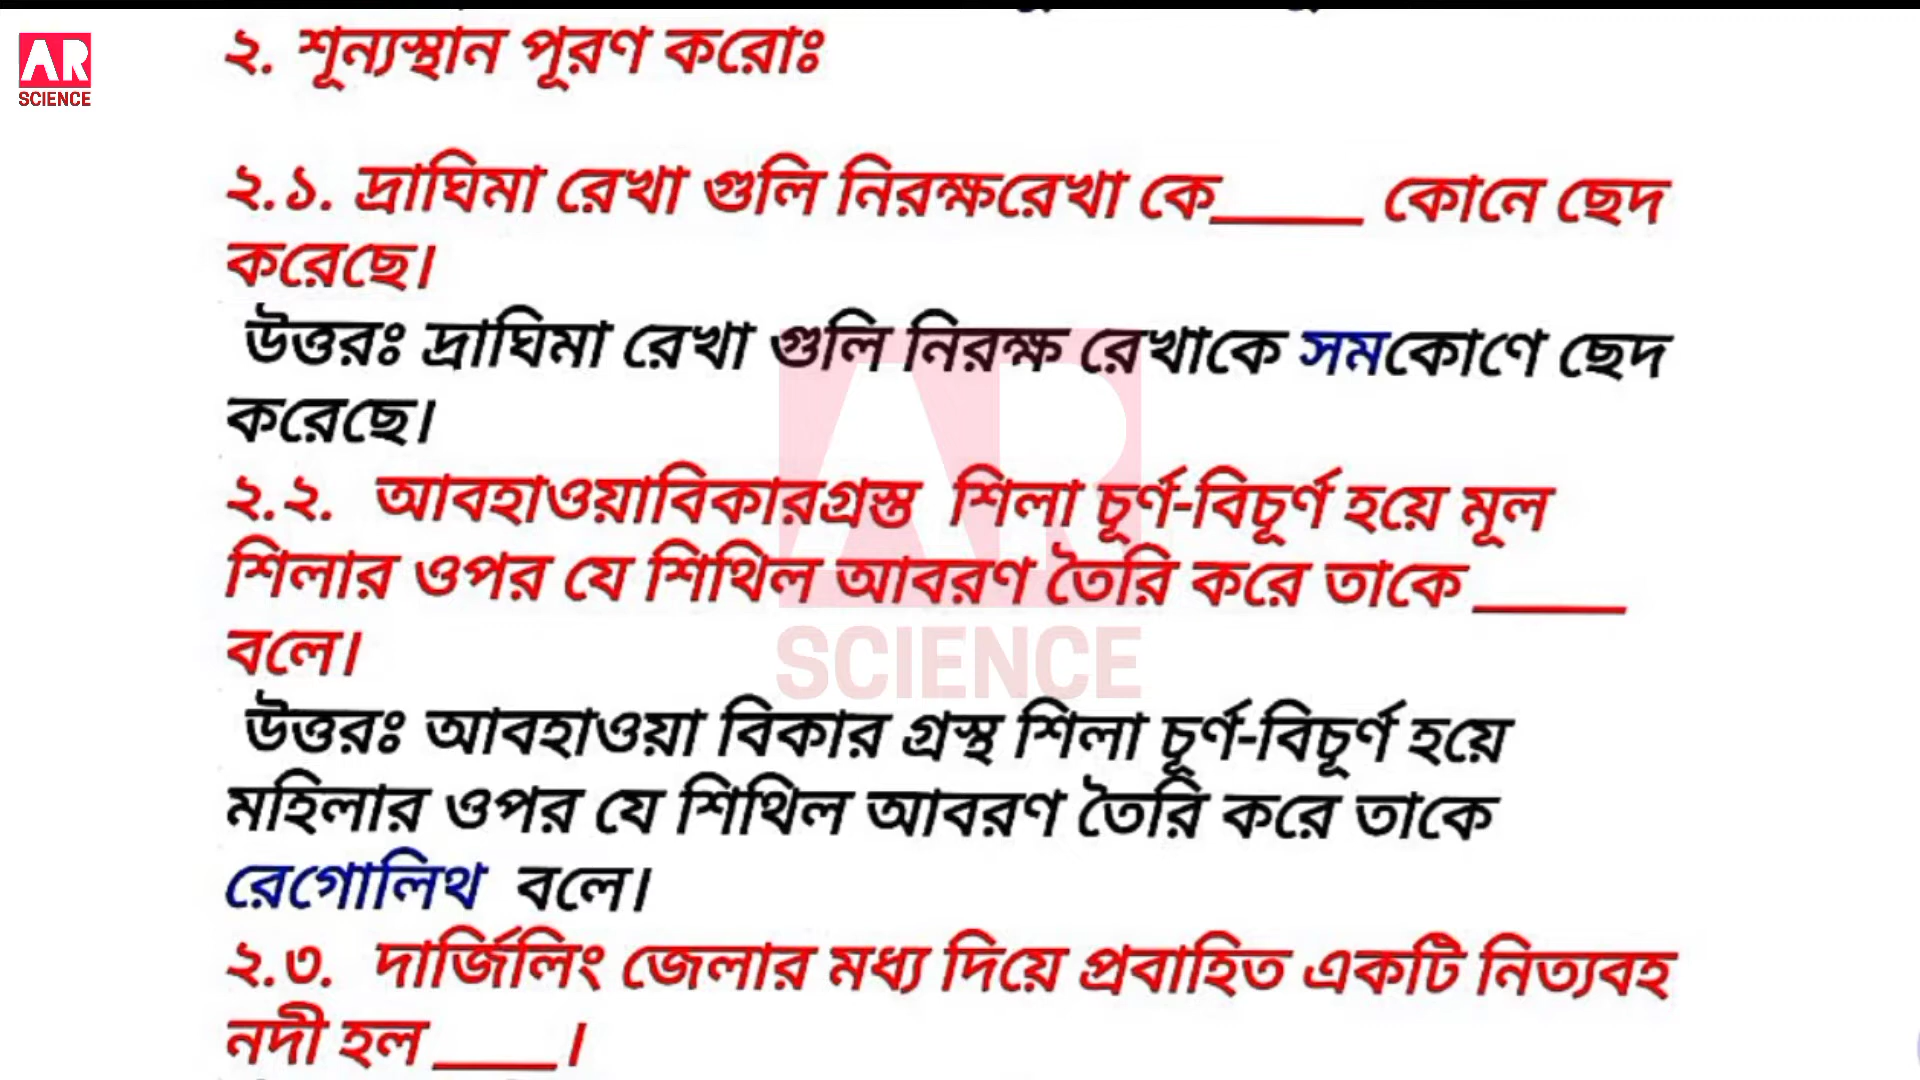 AR
SCIENCE
২. শূন্যস্থান পূরণ করোঃ
২.১. দ্রাঘিমা রেখা গুলি নিরক্ষরেখা কে_____ কোনে ছেদ
করেছে।
উত্তরঃ দ্রাঘিমা রেখা গুলি নিরক্ষ রেখাকে সমকোণে ছেদ
করেছে।
২.২. আবহাওয়াবিকারগ্রস্ত শিলা চূর্ণ-বিচূর্ণ হয়ে মূল
শিলার ওপর যে শিথিল আবরণ তৈরি করে তাকে _____
বলে।
উত্তরঃ আবহাওয়া বিকার গ্রস্থ শিলা চূর্ণ-বিচূর্ণ হয়ে
মহিলার ওপর যে শিথিল আবরণ তৈরি করে তাকে
রেগোলিথ বলে।
২.৩. দার্জিলিং জেলার মধ্য দিয়ে প্রবাহিত একটি নিত্যবহ
নদী হল ____।
AR
SCIENCE